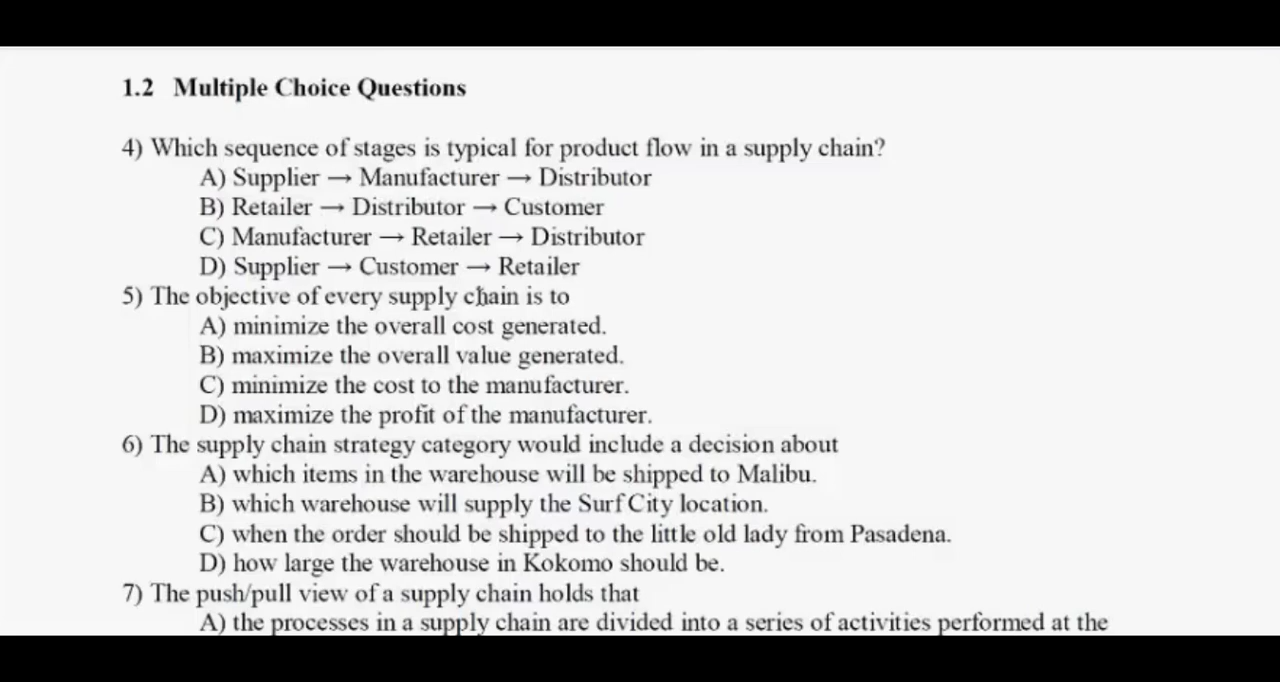 1.2 Multiple Choice Questions
4) Which sequence of stages is typical for product flow in a supply chain?
A) Supplier → Manufacturer → Distributor
B) Retailer → Distributor → Customer
C) Manufacturer → Retailer → Distributor
D) Supplier → Customer → Retailer
5) The objective of every supply chain is to
A) minimize the overall cost generated.
B) maximize the overall value generated.
C) minimize the cost to the manufacturer.
D) maximize the profit of the manufacturer.
6) The supply chain strategy category would include a decision about
A) which items in the warehouse will be shipped to Malibu.
B) which warehouse will supply the Surf City location.
C) when the order should be shipped to the little old lady from Pasadena.
D) how large the warehouse in Kokomo should be.
7) The push/pull view of a supply chain holds that
A) the processes in a supply chain are divided into a series of activities performed at the